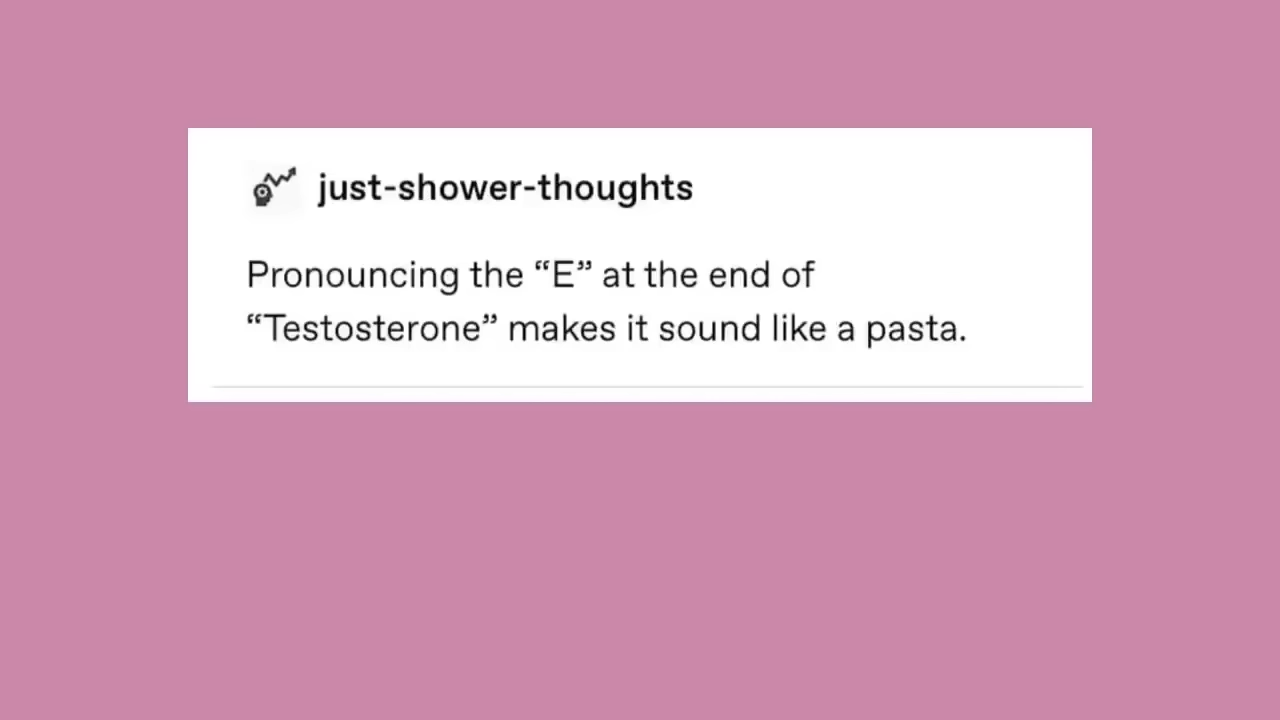 just-shower-thoughts
Pronouncing the “E” at the end of
“Testosterone” makes it sound like a pasta.